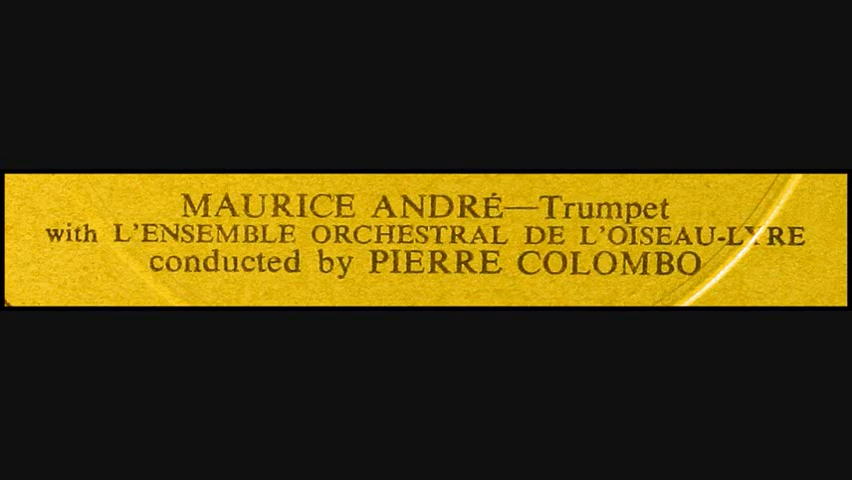 MAURICE ANDRÉ—Trumpet
with L'ENSEMBLE ORCHESTRAL DE L'OISEAU-LYRE
conducted by PIERRE COLOMBO